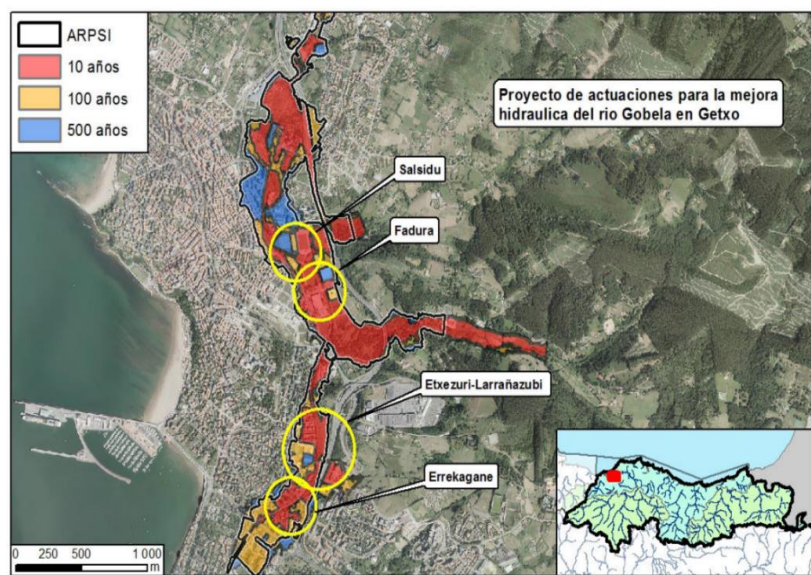 ARPSI
10 años
100 años
500 años
Proyecto de actuaciones para la mejora
hidraulica del rio Gobela en Getxo
Salsidu
Fadura
Etxezuri-Larrañazubi
Errekagane
0 250 500 1 000
m